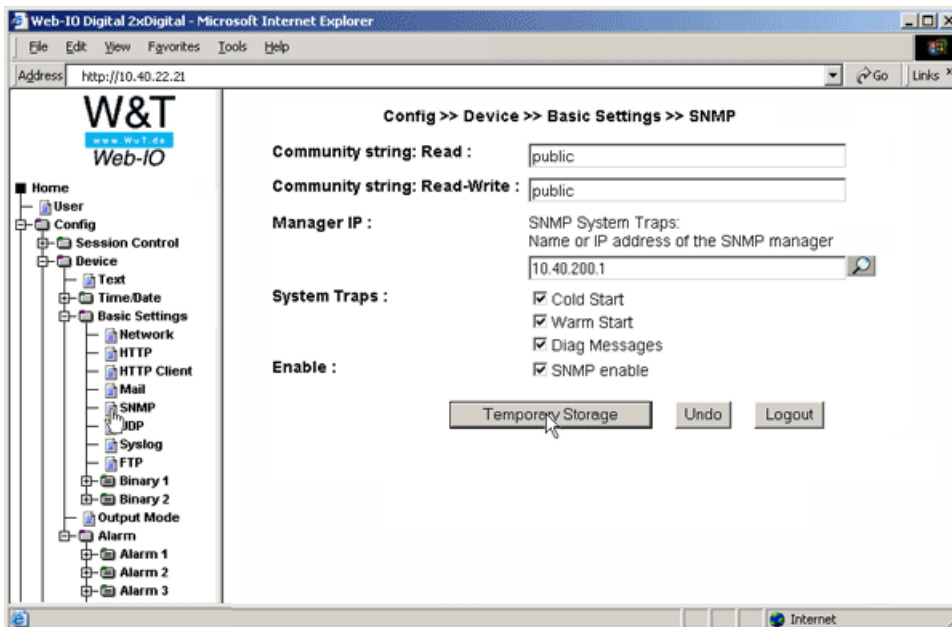 Web-IO Digital 2xDigital - Microsoft Internet Explorer
File Edit View Favorites Tools Help
Address http://10.40.22.21 Go Links »
W&T
www.WuT.de
Web-IO
Home
User
Config
Session Control
Device
Text
Time/Date
Basic Settings
Network
HTTP
HTTP Client
Mail
SNMP
UDP
Syslog
FTP
Binary 1
Binary 2
Output Mode
Alarm
Alarm 1
Alarm 2
Alarm 3
Config >> Device >> Basic Settings >> SNMP
Community string: Read : public
Community string: Read-Write : public
Manager IP : SNMP System Traps:
Name or IP address of the SNMP manager
10.40.200.1
System Traps : Cold Start
Warm Start
Diag Messages
Enable : SNMP enable
Temporary Storage Undo Logout
Internet